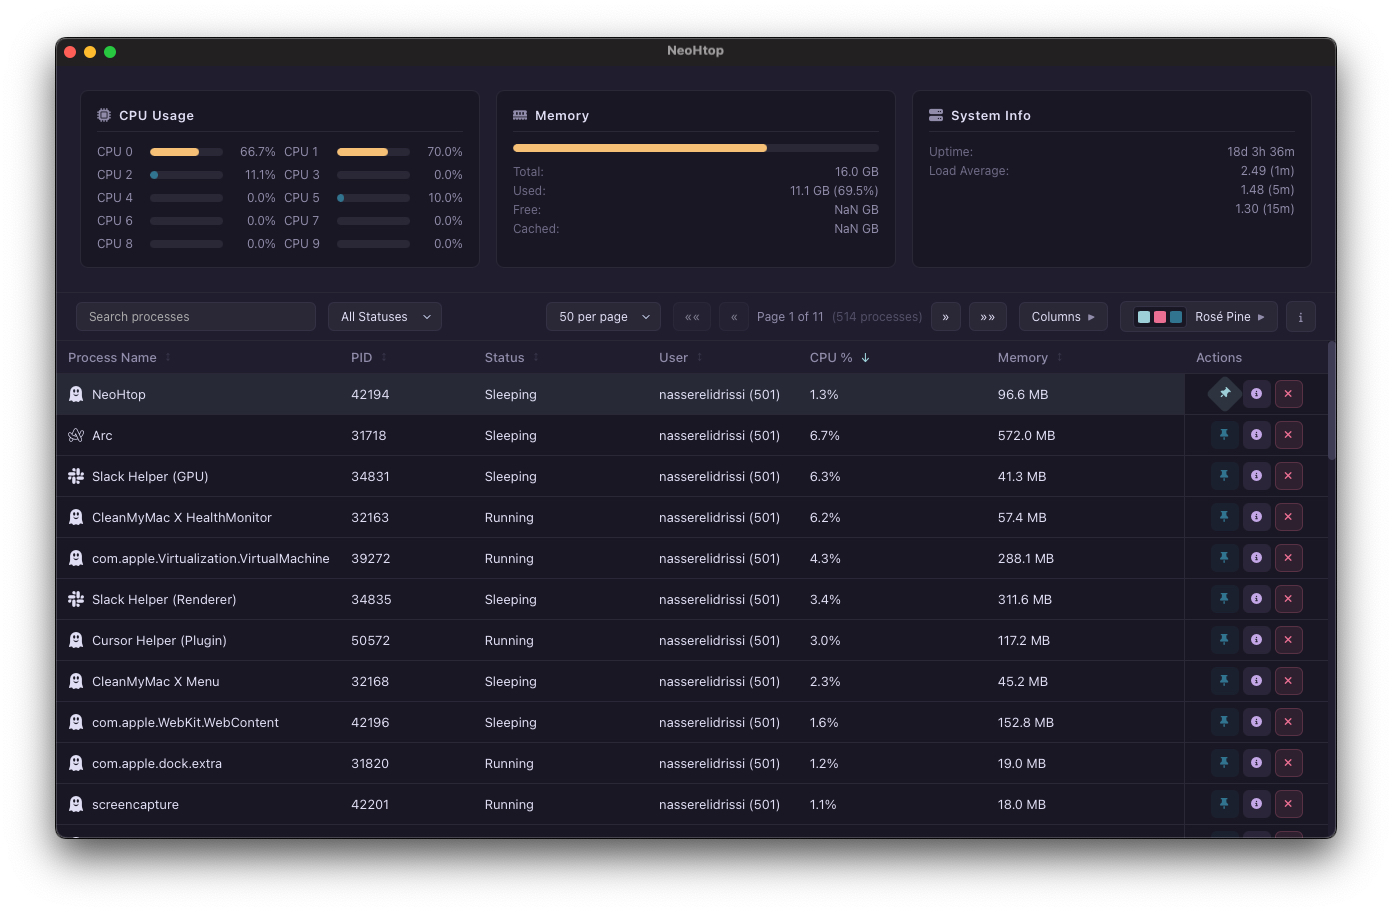 NeoHtop
CPU Usage
CPU 0 66.7% CPU 1 70.0%
CPU 2 11.1% CPU 3 0.0%
CPU 4 0.0% CPU 5 10.0%
CPU 6 0.0% CPU 7 0.0%
CPU 8 0.0% CPU 9 0.0%
Memory
Total: 16.0 GB
Used: 11.1 GB (69.5%)
Free: NaN GB
Cached: NaN GB
System Info
Uptime: 18d 3h 36m
Load Average: 2.49 (1m)
1.48 (5m)
1.30 (15m)
Search processes All Statuses 50 per page «« « Page 1 of 11 (514 processes) » »» Columns ▸ Rosé Pine ▸ i
Process Name PID Status User CPU % ↓ Memory Actions
NeoHtop 42194 Sleeping nasserelidrissi (501) 1.3% 96.6 MB
Arc 31718 Sleeping nasserelidrissi (501) 6.7% 572.0 MB
Slack Helper (GPU) 34831 Sleeping nasserelidrissi (501) 6.3% 41.3 MB
CleanMyMac X HealthMonitor 32163 Running nasserelidrissi (501) 6.2% 57.4 MB
com.apple.Virtualization.VirtualMachine 39272 Running nasserelidrissi (501) 4.3% 288.1 MB
Slack Helper (Renderer) 34835 Sleeping nasserelidrissi (501) 3.4% 311.6 MB
Cursor Helper (Plugin) 50572 Running nasserelidrissi (501) 3.0% 117.2 MB
CleanMyMac X Menu 32168 Sleeping nasserelidrissi (501) 2.3% 45.2 MB
com.apple.WebKit.WebContent 42196 Sleeping nasserelidrissi (501) 1.6% 152.8 MB
com.apple.dock.extra 31820 Running nasserelidrissi (501) 1.2% 19.0 MB
screencapture 42201 Running nasserelidrissi (501) 1.1% 18.0 MB